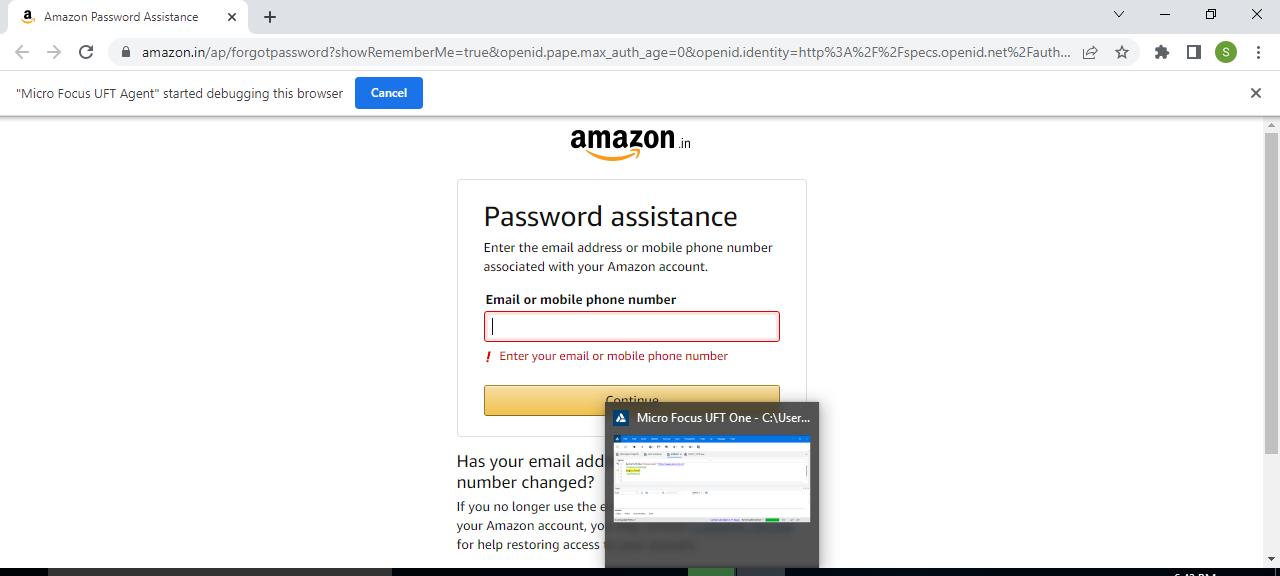 Amazon Password Assistance
amazon.in/ap/forgotpassword?showRememberMe=true&openid.pape.max_auth_age=0&openid.identity=http%3A%2F%2Fspecs.openid.net%2Fauth...
S
"Micro Focus UFT Agent" started debugging this browser
Cancel
amazon.in
Password assistance
Enter the email address or mobile phone number
associated with your Amazon account.
Email or mobile phone number
! Enter your email or mobile phone number
Continue
Micro Focus UFT One - C:\User...
Has your email add
number changed?
If you no longer use the e
your Amazon account, yo
for help restoring access